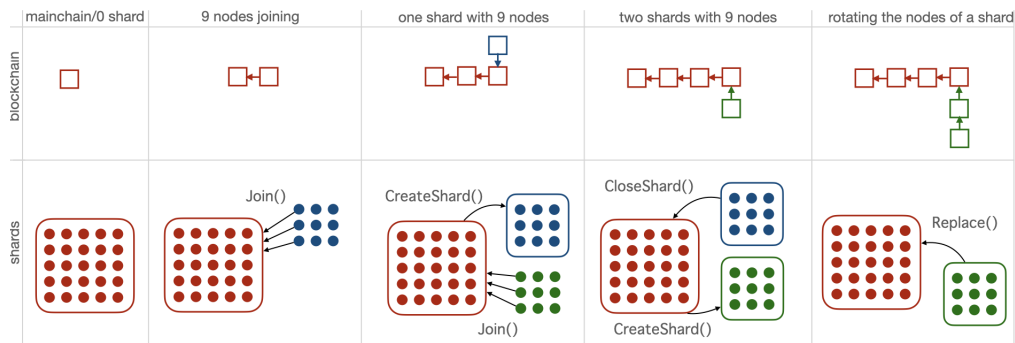 mainchain/0 shard
9 nodes joining
one shard with 9 nodes
two shards with 9 nodes
rotating the nodes of a shard
blockchain
shards
Join()
CreateShard()
Join()
CloseShard()
CreateShard()
Replace()